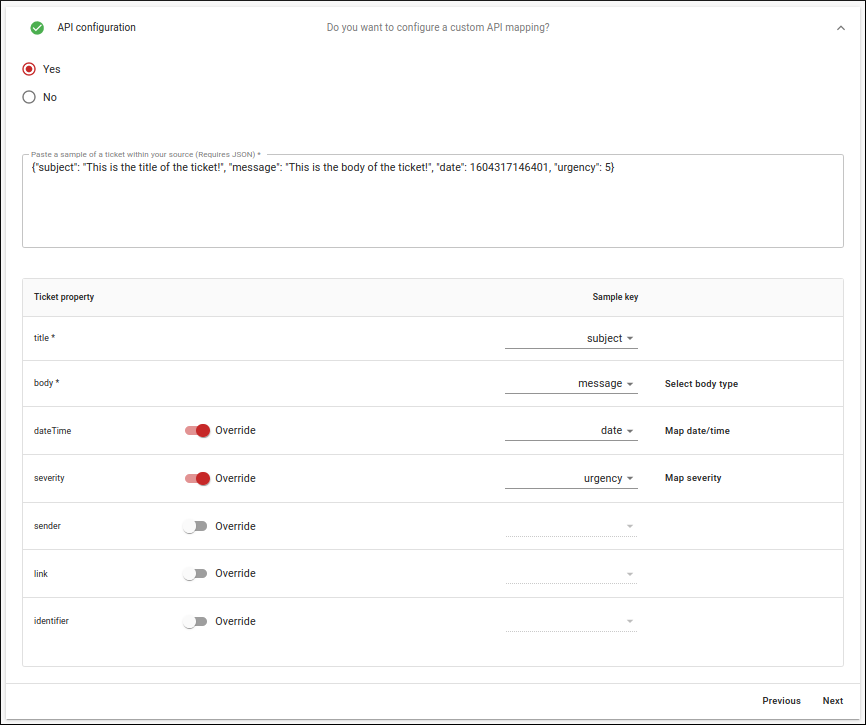 API configuration Do you want to configure a custom API mapping?
Yes
No
Paste a sample of a ticket within your source (Requires JSON) *
{"subject": "This is the title of the ticket!", "message": "This is the body of the ticket!", "date": 1604317146401, "urgency": 5}
Ticket property Sample key
title * subject
body * message Select body type
dateTime Override date Map date/time
severity Override urgency Map severity
sender Override
link Override
identifier Override
Previous Next